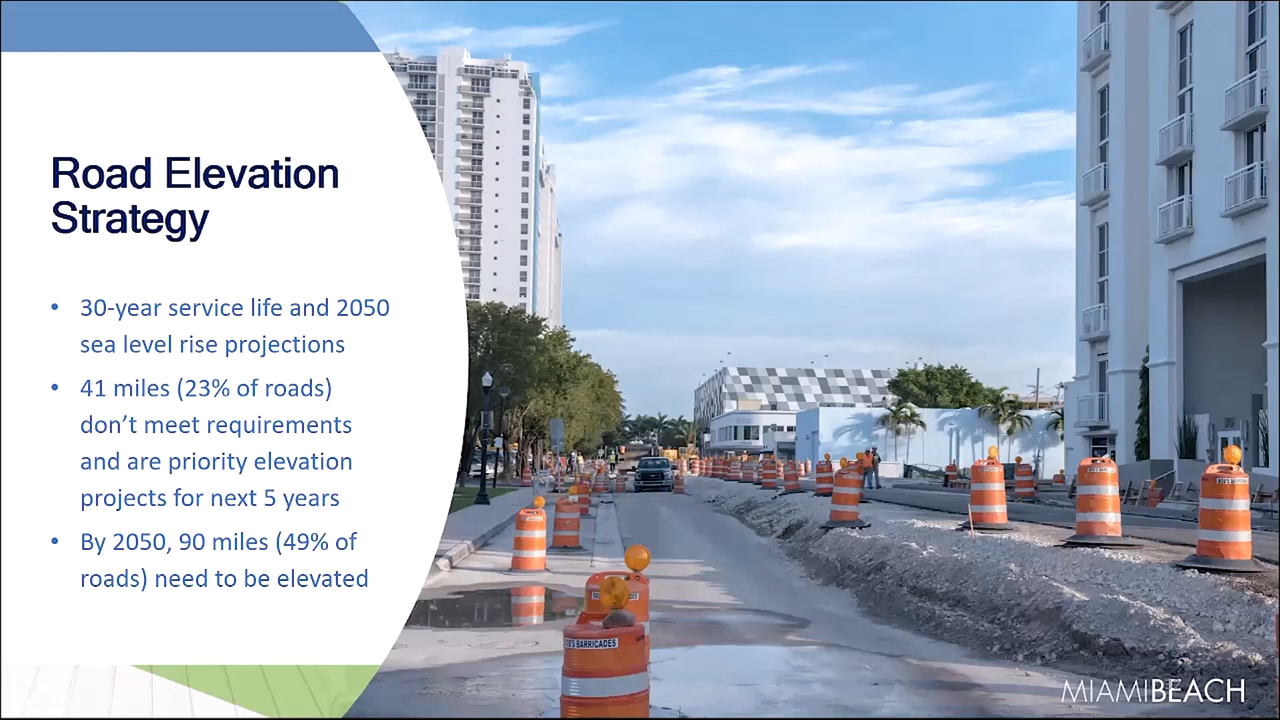 Road Elevation
Strategy
• 30-year service life and 2050
sea level rise projections
• 41 miles (23% of roads)
don't meet requirements
and are priority elevation
projects for next 5 years
• By 2050, 90 miles (49% of
roads) need to be elevated
BOB'S BARRICADES
MIAMIBEACH